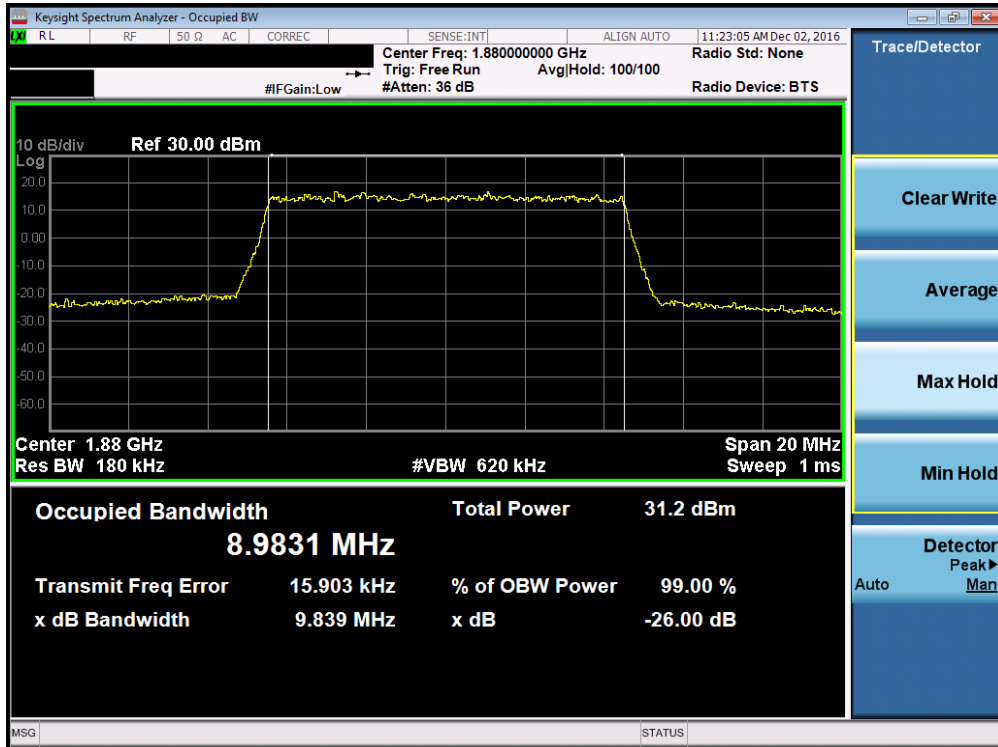 Keysight Spectrum Analyzer - Occupied BW
LXI RL RF 50 Ω AC CORREC SENSE:INT ALIGN AUTO 11:23:05 AM Dec 02, 2016
Center Freq: 1.880000000 GHz Radio Std: None
Trig: Free Run Avg|Hold: 100/100
#IFGain:Low #Atten: 36 dB Radio Device: BTS
10 dB/div Ref 30.00 dBm
Log
20.0
10.0
0.00
-10.0
-20.0
-30.0
-40.0
-50.0
-60.0
Center 1.88 GHz Span 20 MHz
Res BW 180 kHz #VBW 620 kHz Sweep 1 ms
Occupied Bandwidth Total Power 31.2 dBm
8.9831 MHz
Transmit Freq Error 15.903 kHz % of OBW Power 99.00 %
x dB Bandwidth 9.839 MHz x dB -26.00 dB
MSG STATUS
Trace/Detector
Clear Write
Average
Max Hold
Min Hold
Detector
Peak▶
Auto Man